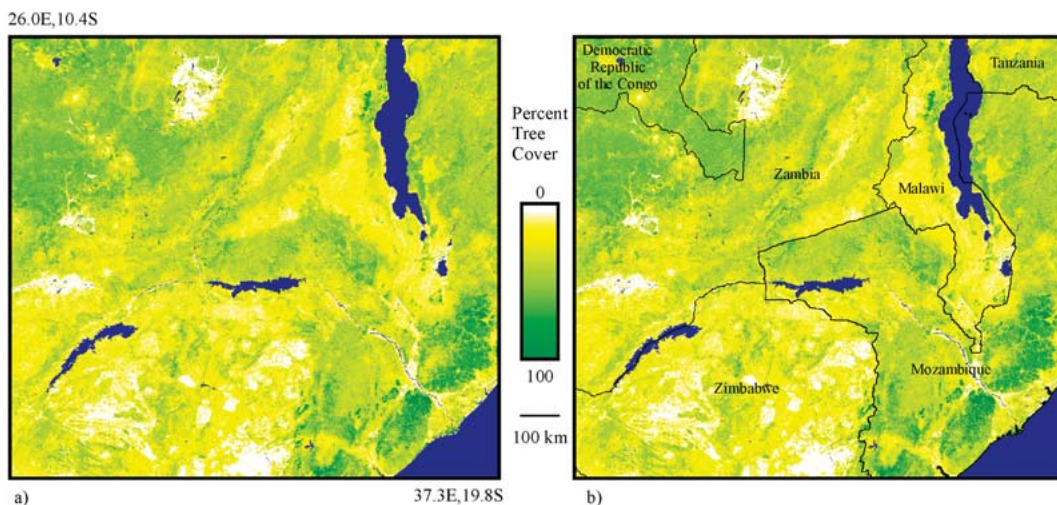 26.0E,10.4S
Democratic
Republic
of the Congo
Tanzania
Percent
Tree
Cover
0
Zambia
Malawi
100
Mozambique
Zimbabwe
100 km
a)
37.3E,19.8S
b)